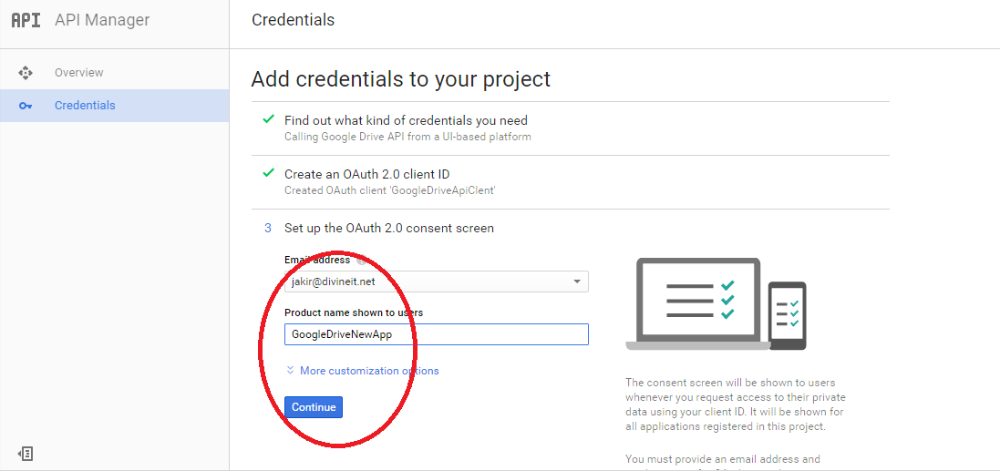 API API Manager
Credentials
Overview
Credentials
Add credentials to your project
Find out what kind of credentials you need
Calling Google Drive API from a UI-based platform
Create an OAuth 2.0 client ID
Created OAuth client 'GoogleDriveApiClent'
3 Set up the OAuth 2.0 consent screen
Email address
jakir@divineit.net
Product name shown to users
GoogleDriveNewApp
More customization options
Continue
The consent screen will be shown to users
whenever you request access to their private
data using your client ID. It will be shown for
all applications registered in this project.
You must provide an email address and